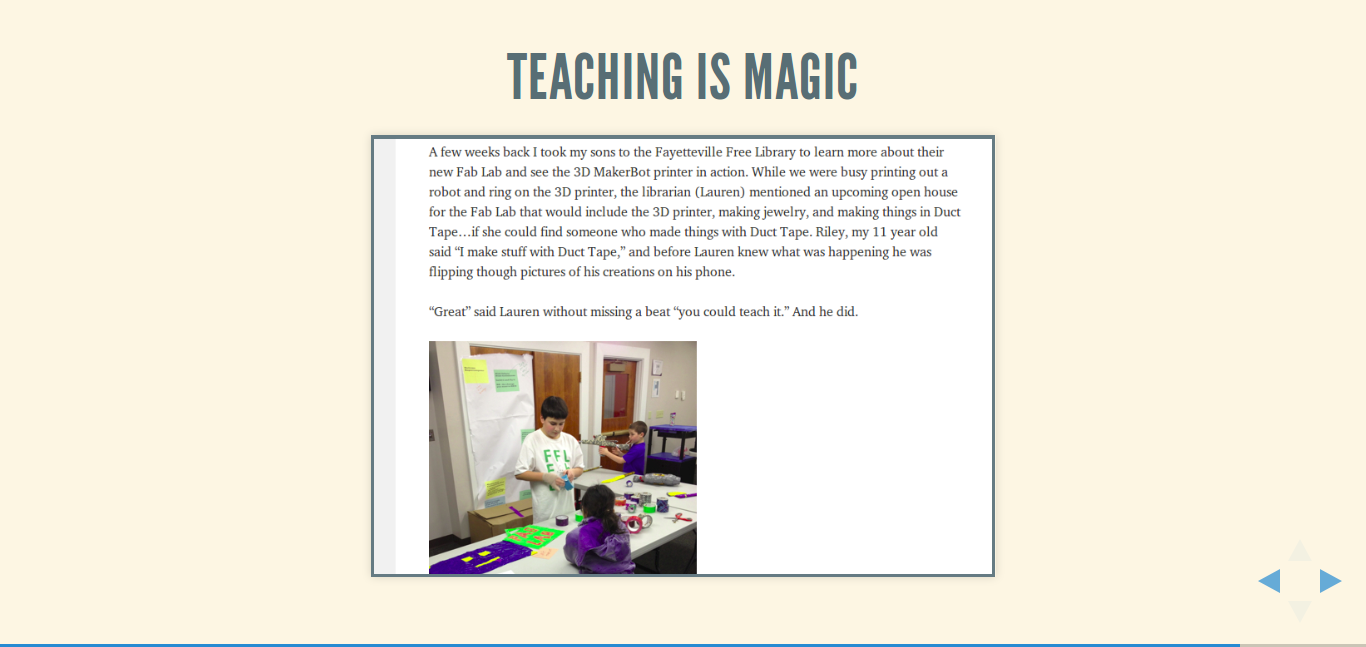 TEACHING IS MAGIC
A few weeks back I took my sons to the Fayetteville Free Library to learn more about their
new Fab Lab and see the 3D MakerBot printer in action. While we were busy printing out a
robot and ring on the 3D printer, the librarian (Lauren) mentioned an upcoming open house
for the Fab Lab that would include the 3D printer, making jewelry, and making things in Duct
Tape…if she could find someone who made things with Duct Tape. Riley, my 11 year old
said “I make stuff with Duct Tape,” and before Lauren knew what was happening he was
flipping though pictures of his creations on his phone.
“Great” said Lauren without missing a beat “you could teach it.” And he did.
FFL